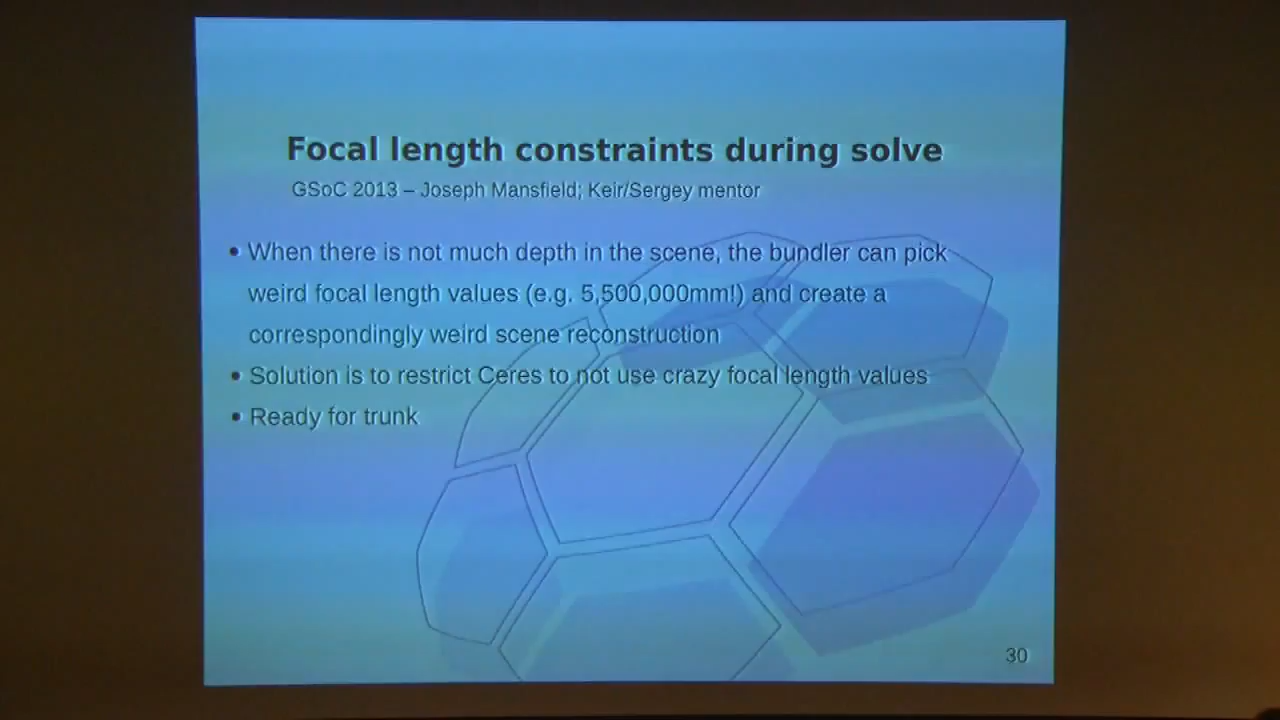 Focal length constraints during solve
GSoC 2013 – Joseph Mansfield; Keir/Sergey mentor
• When there is not much depth in the scene, the bundler can pick
weird focal length values (e.g. 5,500,000mm!) and create a
correspondingly weird scene reconstruction
• Solution is to restrict Ceres to not use crazy focal length values
• Ready for trunk
30